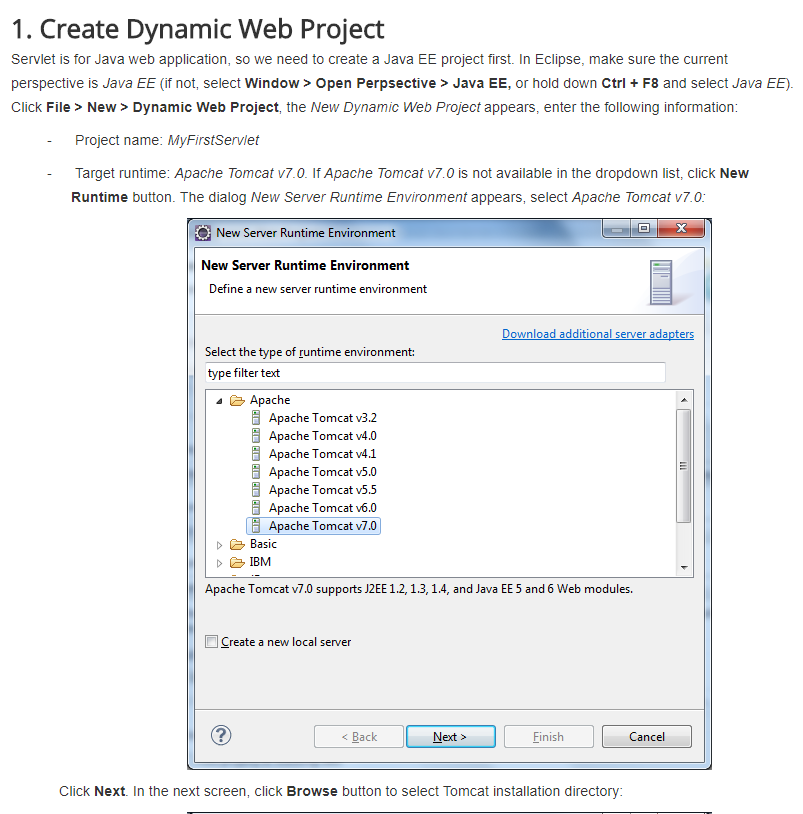 1. Create Dynamic Web Project
Servlet is for Java web application, so we need to create a Java EE project first. In Eclipse, make sure the current
perspective is Java EE (if not, select Window > Open Perpsective > Java EE, or hold down Ctrl + F8 and select Java EE).
Click File > New > Dynamic Web Project, the New Dynamic Web Project appears, enter the following information:
- Project name: MyFirstServlet
- Target runtime: Apache Tomcat v7.0. If Apache Tomcat v7.0 is not available in the dropdown list, click New
Runtime button. The dialog New Server Runtime Environment appears, select Apache Tomcat v7.0:
New Server Runtime Environment
New Server Runtime Environment
Define a new server runtime environment
Download additional server adapters
Select the type of runtime environment:
type filter text
Apache
Apache Tomcat v3.2
Apache Tomcat v4.0
Apache Tomcat v4.1
Apache Tomcat v5.0
Apache Tomcat v5.5
Apache Tomcat v6.0
Apache Tomcat v7.0
Basic
IBM
Apache Tomcat v7.0 supports J2EE 1.2, 1.3, 1.4, and Java EE 5 and 6 Web modules.
Create a new local server
? < Back Next > Finish Cancel
Click Next. In the next screen, click Browse button to select Tomcat installation directory: